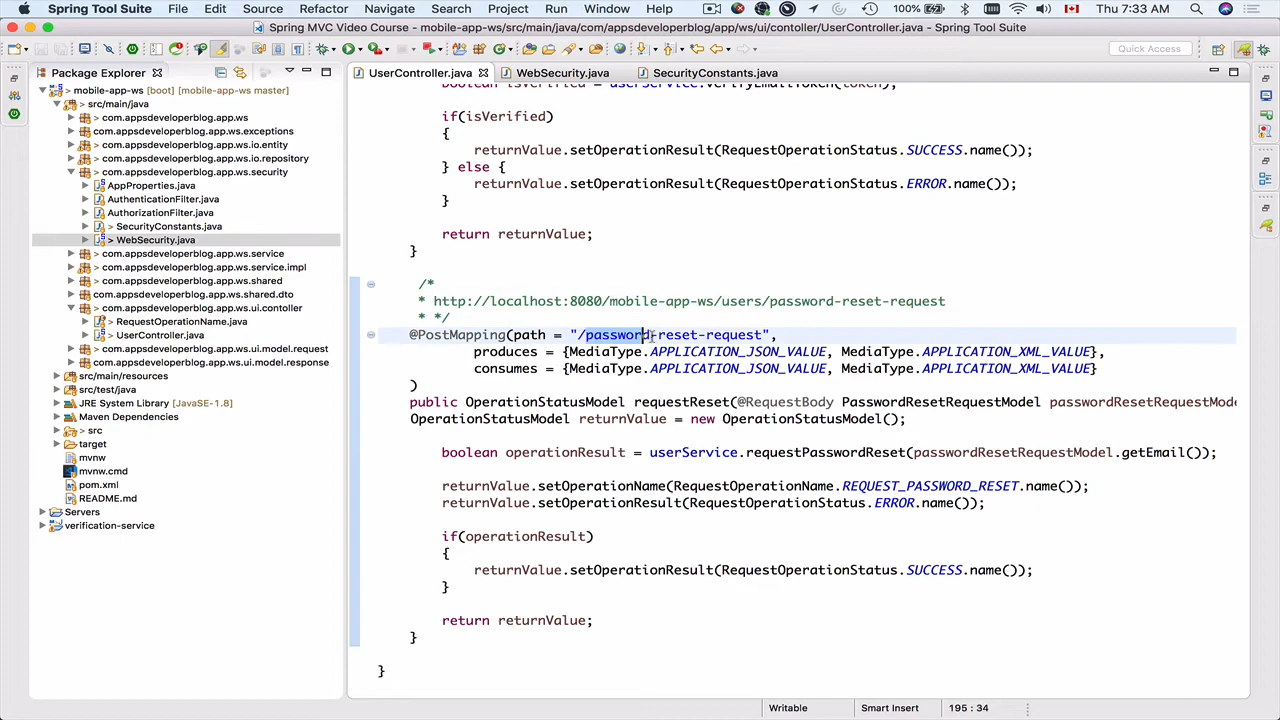 Spring Tool Suite File Edit Source Refactor Navigate Search Project Run Window Help 100% Thu 7:33 AM
Spring MVC Video Course - mobile-app-ws/src/main/java/com/appsdeveloperblog/app/ws/ui/contoller/UserController.java - Spring Tool Suite
Quick Access
Package Explorer
UserController.java
WebSecurity.java
SecurityConstants.java
mobile-app-ws [boot] [mobile-app-ws master]
> src/main/java
> com.appsdeveloperblog.app.ws
com.appsdeveloperblog.app.ws.exceptions
> com.appsdeveloperblog.app.ws.io.entity
> com.appsdeveloperblog.app.ws.io.repository
> com.appsdeveloperblog.app.ws.security
AppProperties.java
AuthenticationFilter.java
AuthorizationFilter.java
> SecurityConstants.java
> WebSecurity.java
> com.appsdeveloperblog.app.ws.service
> com.appsdeveloperblog.app.ws.service.impl
> com.appsdeveloperblog.app.ws.shared
com.appsdeveloperblog.app.ws.shared.dto
> com.appsdeveloperblog.app.ws.ui.contoller
> RequestOperationName.java
> UserController.java
> com.appsdeveloperblog.app.ws.ui.model.request
> com.appsdeveloperblog.app.ws.ui.model.response
> src/main/resources
> src/test/java
JRE System Library [JavaSE-1.8]
Maven Dependencies
> src
target
mvnw
mvnw.cmd
pom.xml
README.md
Servers
verification-service
boolean isVerified = userService.verifyEmailToken(token);
if(isVerified)
{
returnValue.setOperationResult(RequestOperationStatus.SUCCESS.name());
} else {
returnValue.setOperationResult(RequestOperationStatus.ERROR.name());
}
return returnValue;
}
/*
* http://localhost:8080/mobile-app-ws/users/password-reset-request
* */
@PostMapping(path = "/password-reset-request",
produces = {MediaType.APPLICATION_JSON_VALUE, MediaType.APPLICATION_XML_VALUE},
consumes = {MediaType.APPLICATION_JSON_VALUE, MediaType.APPLICATION_XML_VALUE}
)
public OperationStatusModel requestReset(@RequestBody PasswordResetRequestModel passwordResetRequestMode
OperationStatusModel returnValue = new OperationStatusModel();
boolean operationResult = userService.requestPasswordReset(passwordResetRequestModel.getEmail());
returnValue.setOperationName(RequestOperationName.REQUEST_PASSWORD_RESET.name());
returnValue.setOperationResult(RequestOperationStatus.ERROR.name());
if(operationResult)
{
returnValue.setOperationResult(RequestOperationStatus.SUCCESS.name());
}
return returnValue;
}
}
Writable Smart Insert 195 : 34